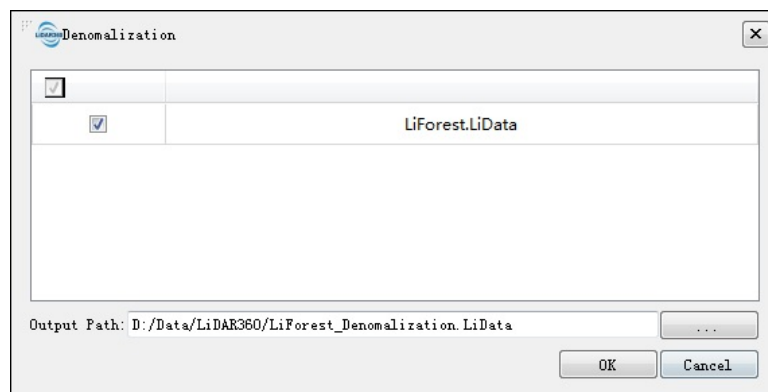 Denomalization
LiForest.LiData
Output Path: D:/Data/LiDAR360/LiForest_Denomalization.LiData ...
OK Cancel